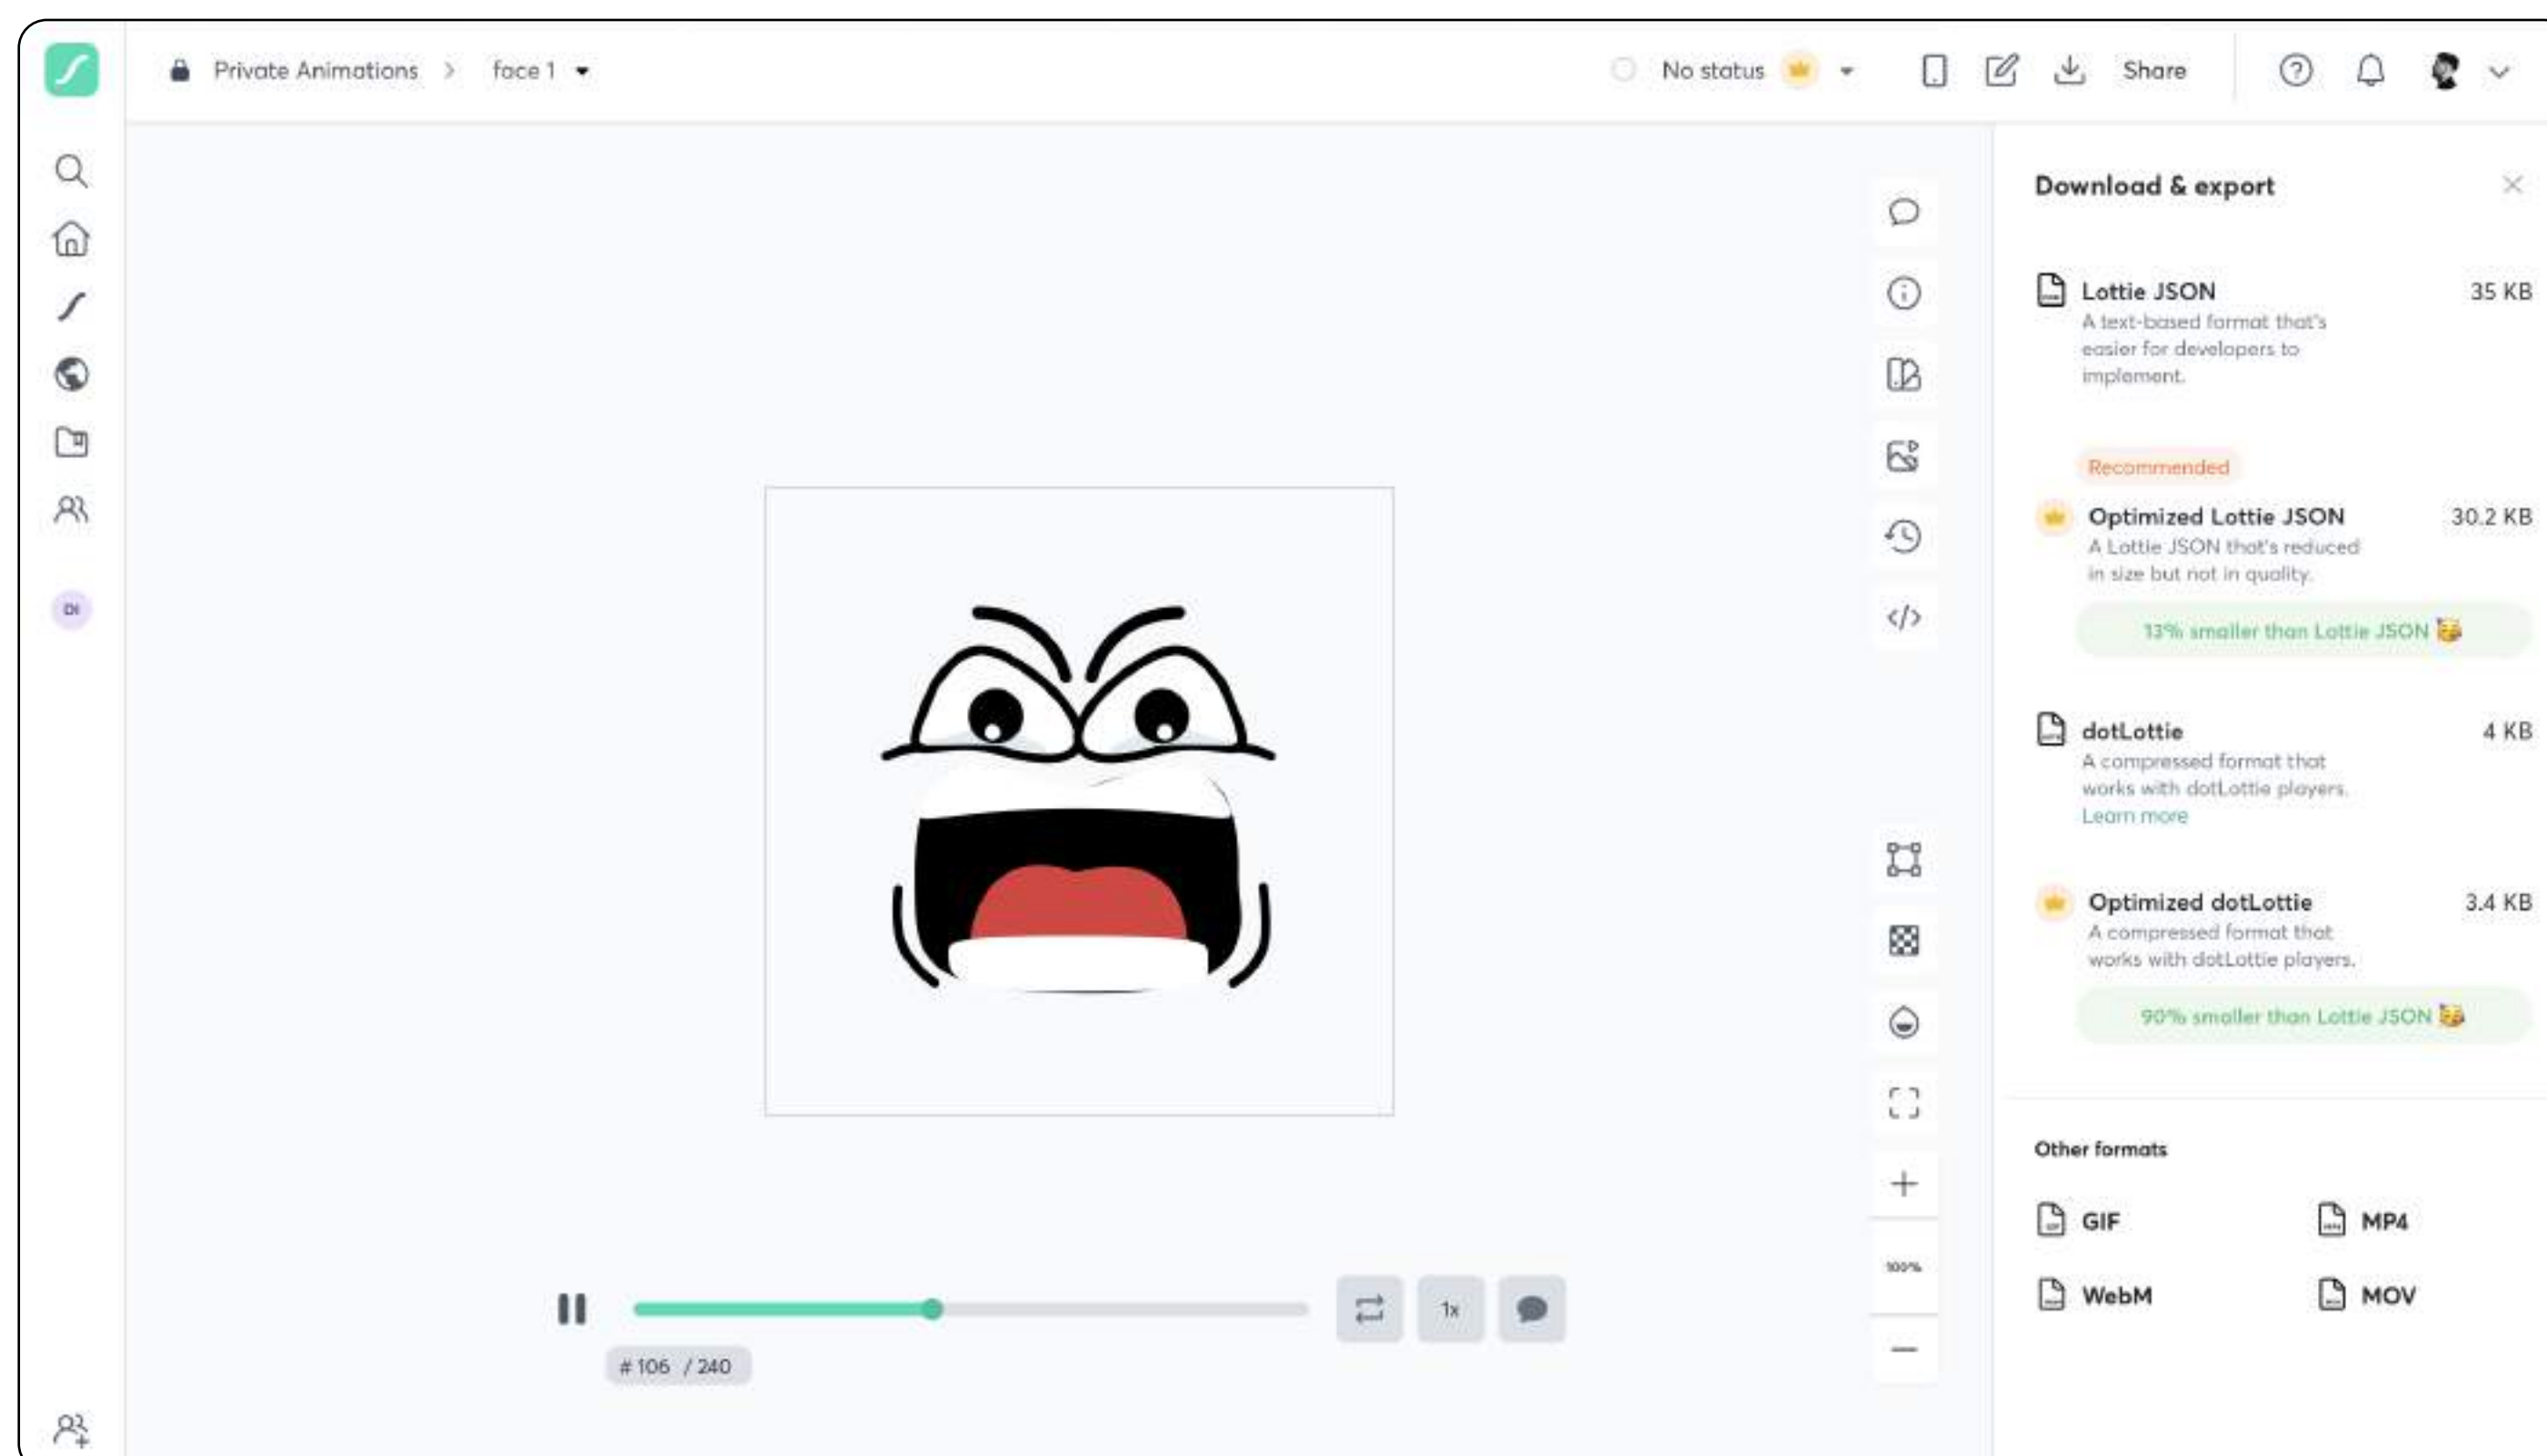 Private Animations > face 1
No status
Share
DI
# 106 / 240
1x
100%
Download & export
Lottie JSON 35 KB
A text-based format that's
easier for developers to
implement.
Recommended
Optimized Lottie JSON 30.2 KB
A Lottie JSON that's reduced
in size but not in quality.
13% smaller than Lottie JSON 🥳
dotLottie 4 KB
A compressed format that
works with dotLottie players.
Learn more
Optimized dotLottie 3.4 KB
A compressed format that
works with dotLottie players.
90% smaller than Lottie JSON 🥳
Other formats
GIF MP4
WebM MOV